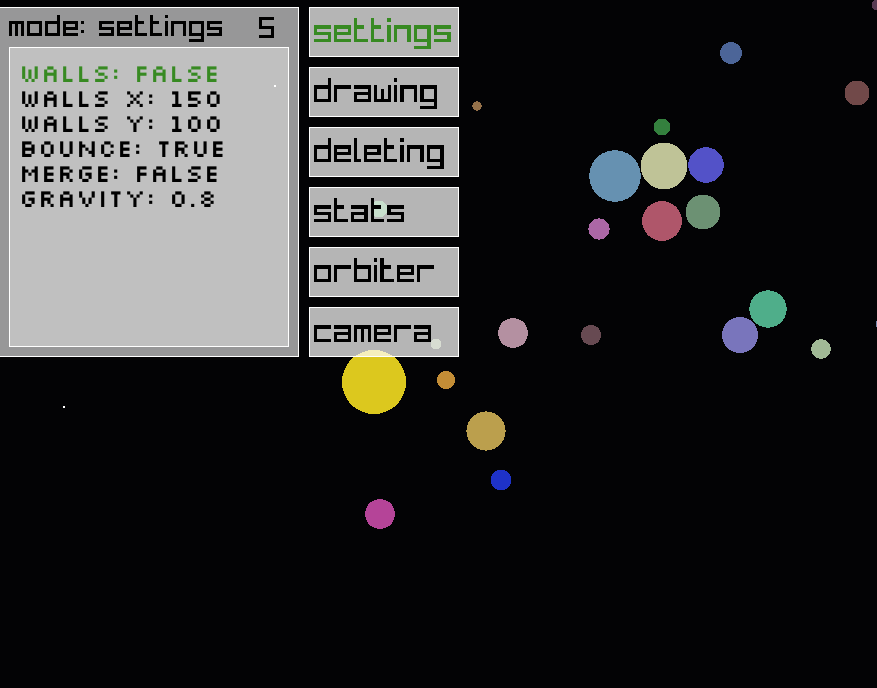 mode: settings 5
WALLS: FALSE
WALLS X: 150
WALLS Y: 100
BOUNCE: TRUE
MERGE: FALSE
GRAVITY: 0.8
settings
drawing
deleting
stats
orbiter
camera